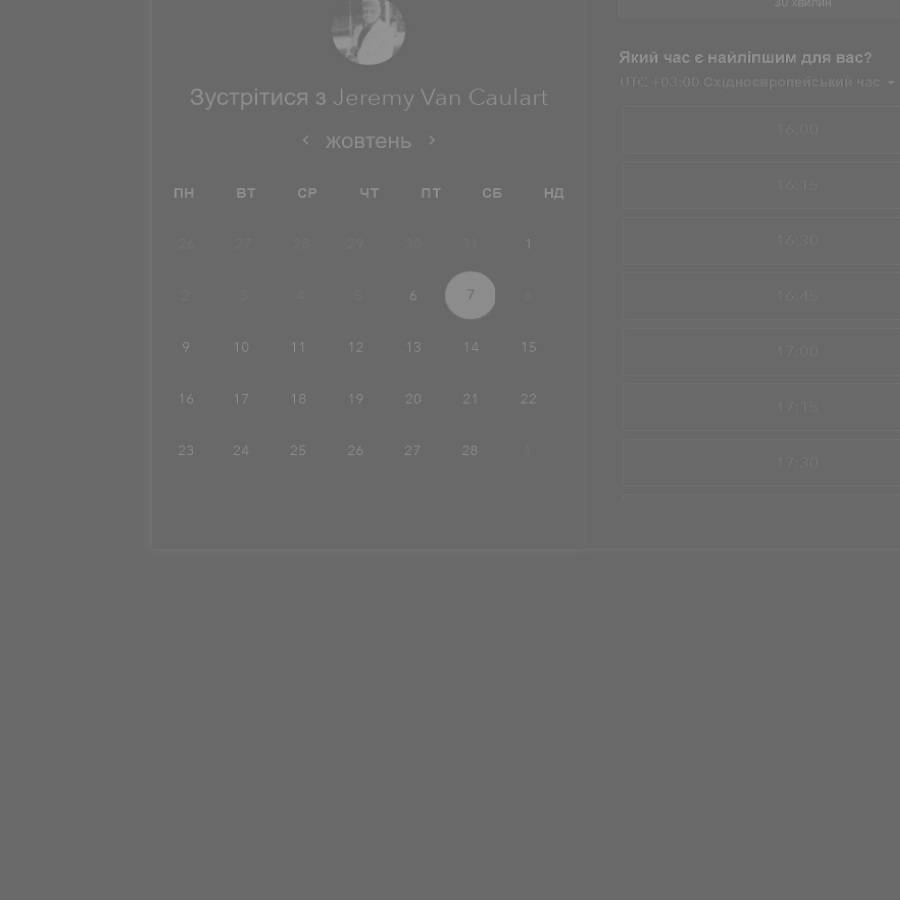 30 хвилин
Який час є найліпшим для вас?
UTC +03:00 Східноєвропейський час
Зустрітися з Jeremy Van Caulart
жовтень
ПН ВТ СР ЧТ ПТ СБ НД
26 27 28 29 30 31 1
2 3 4 5 6 7 8
9 10 11 12 13 14 15
16 17 18 19 20 21 22
23 24 25 26 27 28 1
16:00
16:15
16:30
16:45
17:00
17:15
17:30